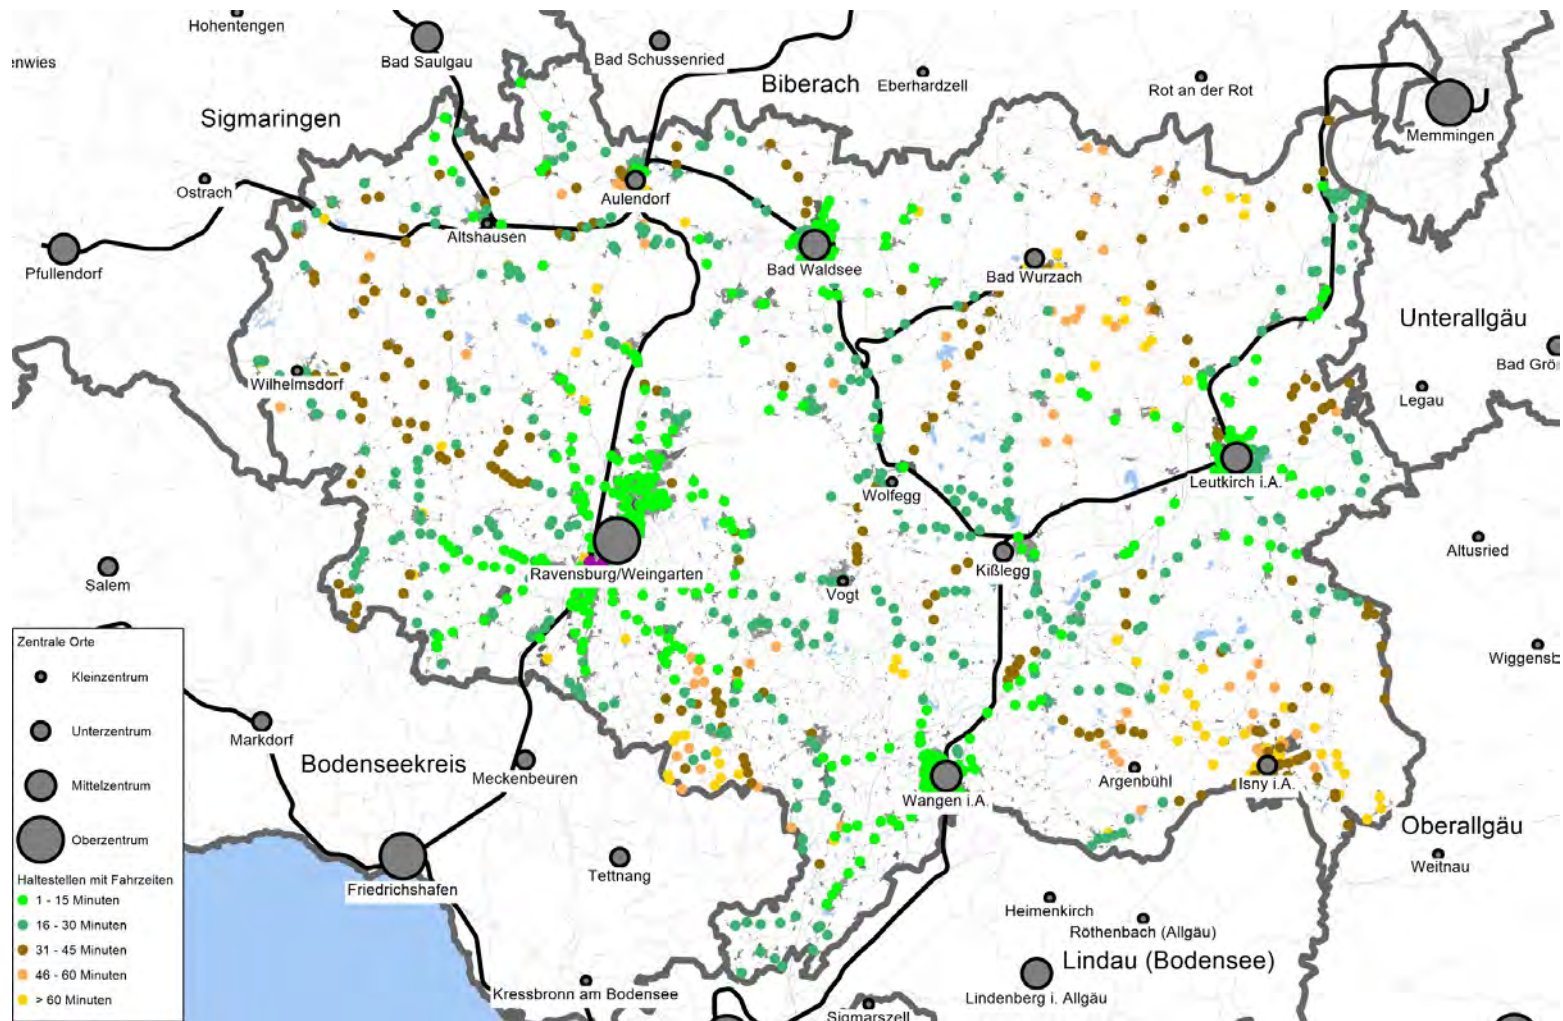 Hohentengen
enwies
Bad Saulgau
Bad Schussenried
Biberach
Eberhardzell
Rot an der Rot
Memmingen
Sigmaringen
Ostrach
Aulendorf
Altshausen
Pfullendorf
Bad Waldsee
Bad Wurzach
Unterallgäu
Bad Grö
Wilhelmsdorf
Legau
Leutkirch i.A.
Wolfegg
Altusried
Salem
Ravensburg/Weingarten
Kißlegg
Vogt
Wiggensb
Zentrale Orte
Kleinzentrum
Unterzentrum
Mittelzentrum
Oberzentrum
Haltestellen mit Fahrzeiten
1 - 15 Minuten
16 - 30 Minuten
31 - 45 Minuten
46 - 60 Minuten
> 60 Minuten
Markdorf
Bodenseekreis
Meckenbeuren
Wangen i.A.
Argenbühl
Isny i.A.
Oberallgäu
Weitnau
Tettnang
Friedrichshafen
Heimenkirch
Röthenbach (Allgäu)
Lindau (Bodensee)
Lindenberg i. Allgäu
Kressbronn am Bodensee
Sigmarszell